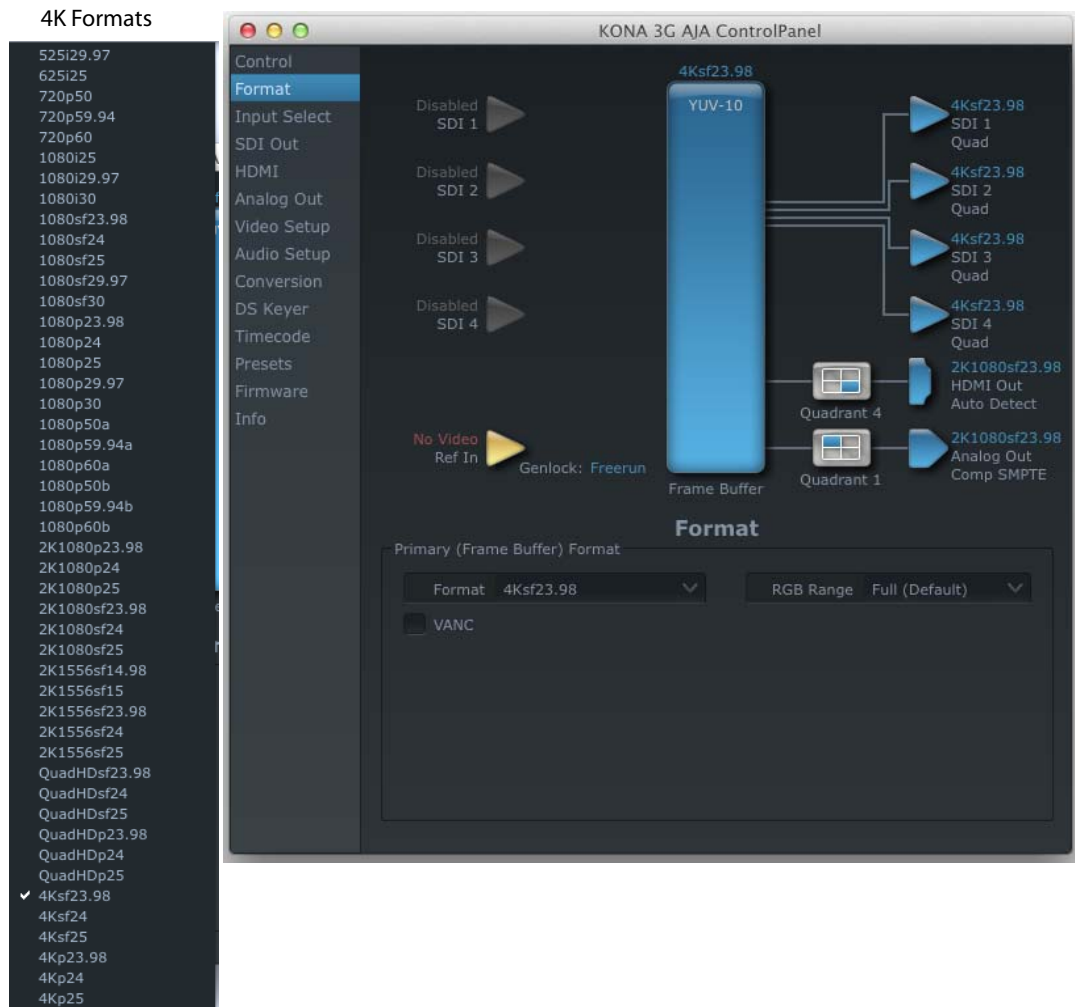 4K Formats
525i29.97
625i25
720p50
720p59.94
720p60
1080i25
1080i29.97
1080i30
1080sf23.98
1080sf24
1080sf25
1080sf29.97
1080sf30
1080p23.98
1080p24
1080p25
1080p29.97
1080p30
1080p50a
1080p59.94a
1080p60a
1080p50b
1080p59.94b
1080p60b
2K1080p23.98
2K1080p24
2K1080p25
2K1080sf23.98
2K1080sf24
2K1080sf25
2K1556sf14.98
2K1556sf15
2K1556sf23.98
2K1556sf24
2K1556sf25
QuadHDsf23.98
QuadHDsf24
QuadHDsf25
QuadHDp23.98
QuadHDp24
QuadHDp25
4Ksf23.98
4Ksf24
4Ksf25
4Kp23.98
4Kp24
4Kp25
KONA 3G AJA ControlPanel
Control
Format
Input Select
SDI Out
HDMI
Analog Out
Video Setup
Audio Setup
Conversion
DS Keyer
Timecode
Presets
Firmware
Info
Disabled
SDI 1
Disabled
SDI 2
Disabled
SDI 3
Disabled
SDI 4
No Video
Ref In
Genlock: Freerun
4Ksf23.98
YUV-10
Frame Buffer
4Ksf23.98
SDI 1
Quad
4Ksf23.98
SDI 2
Quad
4Ksf23.98
SDI 3
Quad
4Ksf23.98
SDI 4
Quad
Quadrant 4
2K1080sf23.98
HDMI Out
Auto Detect
Quadrant 1
2K1080sf23.98
Analog Out
Comp SMPTE
Format
Primary (Frame Buffer) Format
Format 4Ksf23.98
RGB Range Full (Default)
VANC